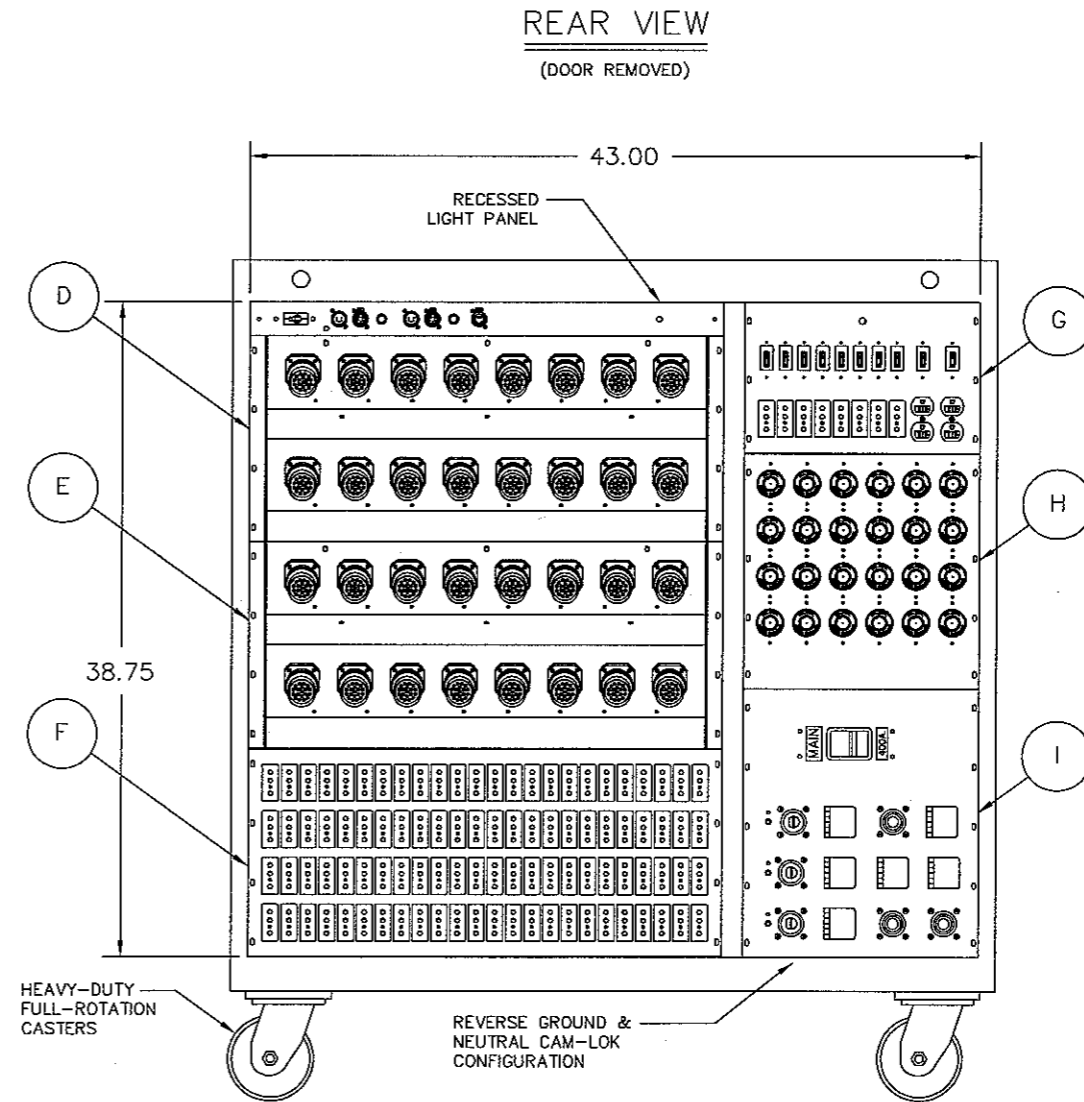 REAR VIEW
(DOOR REMOVED)
43.00
RECESSED
LIGHT PANEL
D
G
E
H
38.75
F
MAIN
400A
I
HEAVY-DUTY
FULL-ROTATION
CASTERS
REVERSE GROUND &
NEUTRAL CAM-LOK
CONFIGURATION